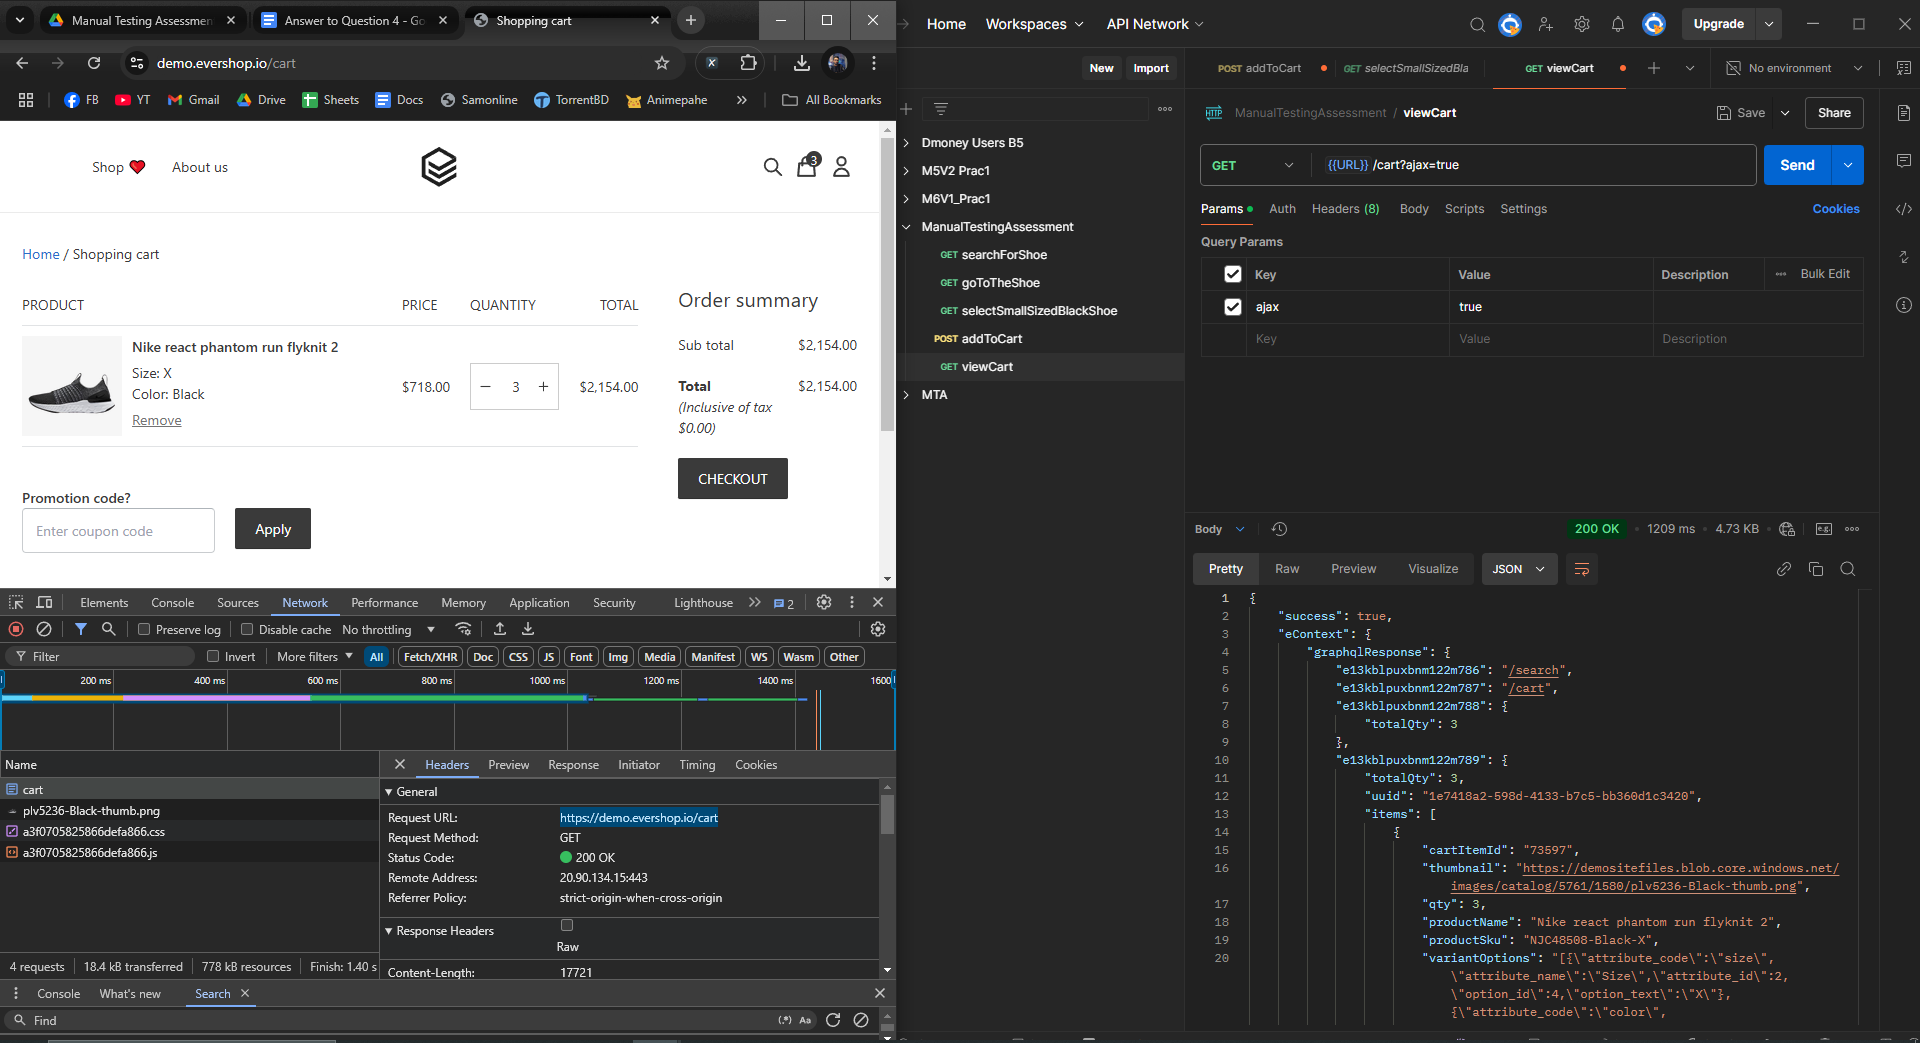 Manual Testing Assessmen
Answer to Question 4 - Go
Shopping cart
demo.evershop.io/cart
FB
YT
Gmail
Drive
Sheets
Docs
Samonline
TorrentBD
Animepahe
All Bookmarks
Shop
About us
3
Home / Shopping cart
PRODUCT PRICE QUANTITY TOTAL
Nike react phantom run flyknit 2
Size: X
Color: Black
Remove
$718.00
− 3 +
$2,154.00
Order summary
Sub total $2,154.00
Total $2,154.00
(Inclusive of tax
$0.00)
CHECKOUT
Promotion code?
Enter coupon code
Apply
Elements Console Sources Network Performance Memory Application Security Lighthouse 2
Preserve log Disable cache No throttling
Filter Invert More filters All Fetch/XHR Doc CSS JS Font Img Media Manifest WS Wasm Other
200 ms 400 ms 600 ms 800 ms 1000 ms 1200 ms 1400 ms 1600
Name
cart
plv5236-Black-thumb.png
a3f0705825866defa866.css
a3f0705825866defa866.js
Headers Preview Response Initiator Timing Cookies
General
Request URL: https://demo.evershop.io/cart
Request Method: GET
Status Code: 200 OK
Remote Address: 20.90.134.15:443
Referrer Policy: strict-origin-when-cross-origin
Response Headers
Raw
Content-Length: 17721
4 requests 18.4 kB transferred 778 kB resources Finish: 1.40 s
Console What's new Search
Find (.*) Aa
Home Workspaces API Network Upgrade
New Import
POST addToCart
GET selectSmallSizedBla
GET viewCart
No environment
Dmoney Users B5
M5V2 Prac1
M6V1_Prac1
ManualTestingAssessment
GET searchForShoe
GET goToTheShoe
GET selectSmallSizedBlackShoe
POST addToCart
GET viewCart
MTA
HTTP ManualTestingAssessment / viewCart
Save
Share
GET {{URL}} /cart?ajax=true
Send
Params Auth Headers (8) Body Scripts Settings Cookies
Query Params
Key Value Description Bulk Edit
ajax true
Key Value Description
Body 200 OK 1209 ms 4.73 KB e.g.
Pretty Raw Preview Visualize JSON
1 {
2 "success": true,
3 "eContext": {
4 "graphqlResponse": {
5 "e13kblpuxbnm122m786": "/search",
6 "e13kblpuxbnm122m787": "/cart",
7 "e13kblpuxbnm122m788": {
8 "totalQty": 3
9 },
10 "e13kblpuxbnm122m789": {
11 "totalQty": 3,
12 "uuid": "1e7418a2-598d-4133-b7c5-bb360d1c3420",
13 "items": [
14 {
15 "cartItemId": "73597",
16 "thumbnail": "https://demositefiles.blob.core.windows.net/
images/catalog/5761/1580/plv5236-Black-thumb.png",
17 "qty": 3,
18 "productName": "Nike react phantom run flyknit 2",
19 "productSku": "NJC48508-Black-X",
20 "variantOptions": "[{\"attribute_code\":\"size\",
\"attribute_name\":\"Size\",\"attribute_id\":2,
\"option_id\":4,\"option_text\":\"X\"},
{\"attribute_code\":\"color\",